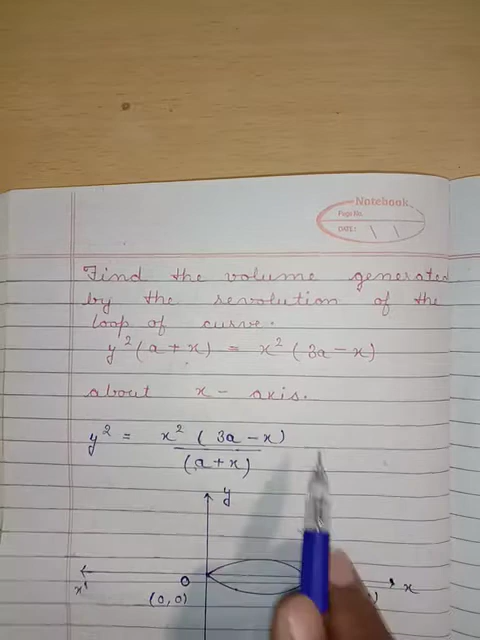 Notebook
Page No.
DATE: \ \
Find the volume generated
by the revolution of the
loop of curve.
y²(a+x) = x²(3a-x)
about x-axis.
y² = x²(3a-x)
(a+x)
y
x' O x
(0,0) )